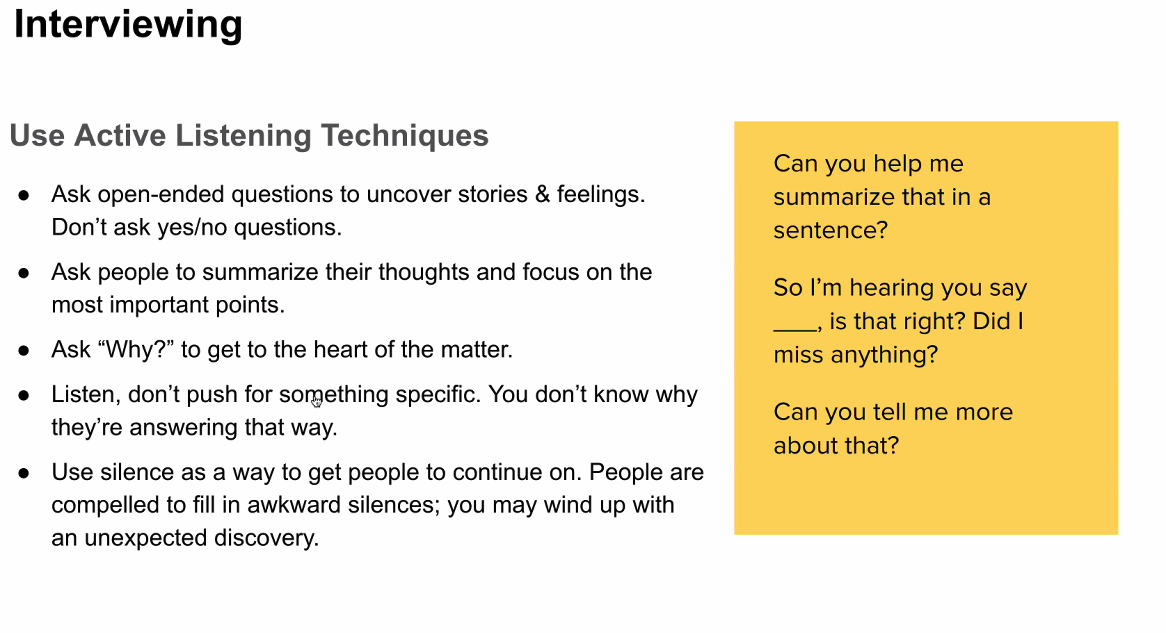 Interviewing
Use Active Listening Techniques
● Ask open-ended questions to uncover stories & feelings.
Don’t ask yes/no questions.
● Ask people to summarize their thoughts and focus on the
most important points.
● Ask “Why?” to get to the heart of the matter.
● Listen, don’t push for something specific. You don’t know why
they’re answering that way.
● Use silence as a way to get people to continue on. People are
compelled to fill in awkward silences; you may wind up with
an unexpected discovery.
Can you help me
summarize that in a
sentence?
So I’m hearing you say
___, is that right? Did I
miss anything?
Can you tell me more
about that?